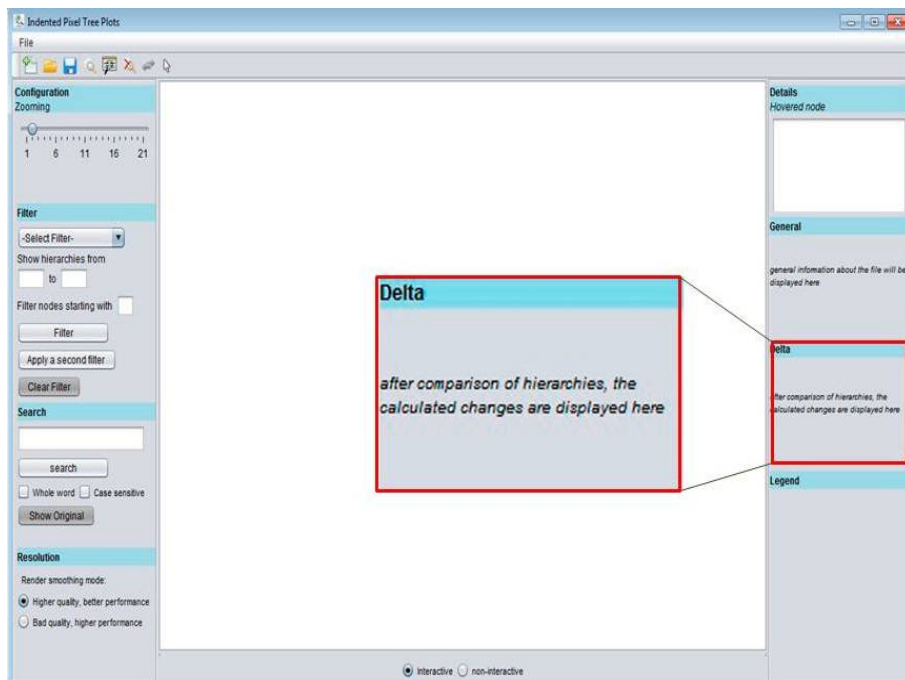 Indented Pixel Tree Plots
File
Configuration
Zooming
1 6 11 16 21
Filter
-Select Filter-
Show hierarchies from
to
Filter nodes starting with
Filter
Apply a second filter
Clear Filter
Search
search
Whole word Case sensitive
Show Original
Resolution
Render smoothing mode:
Higher quality, better performance
Bad quality, higher performance
Delta
after comparison of hierarchies, the
calculated changes are displayed here
Interactive non-interactive
Details
Hovered node
General
general infomation about the file will be
displayed here
Delta
after comparison of hierarchies, the
calculated changes are displayed here
Legend